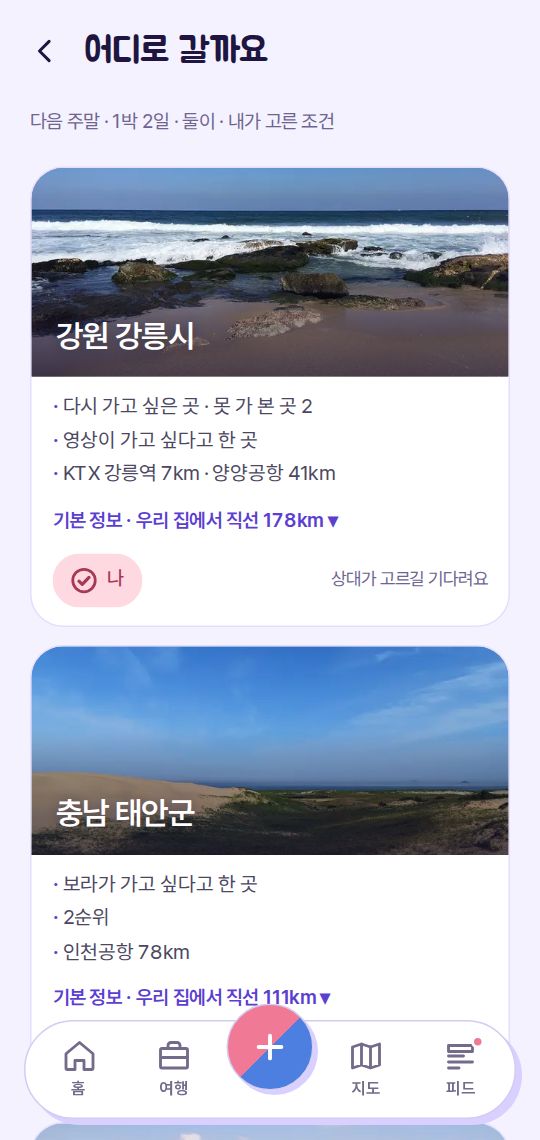 어디로 갈까요
다음 주말 · 1박 2일 · 둘이 · 내가 고른 조건
강원 강릉시
· 다시 가고 싶은 곳 · 못 가 본 곳 2
· 영상이 가고 싶다고 한 곳
· KTX 강릉역 7km · 양양공항 41km
기본 정보 · 우리 집에서 직선 178km ▾
나
상대가 고르길 기다려요
충남 태안군
· 보라가 가고 싶다고 한 곳
· 2순위
· 인천공항 78km
기본 정보 · 우리 집에서 직선 111km ▾
홈
여행
지도
피드